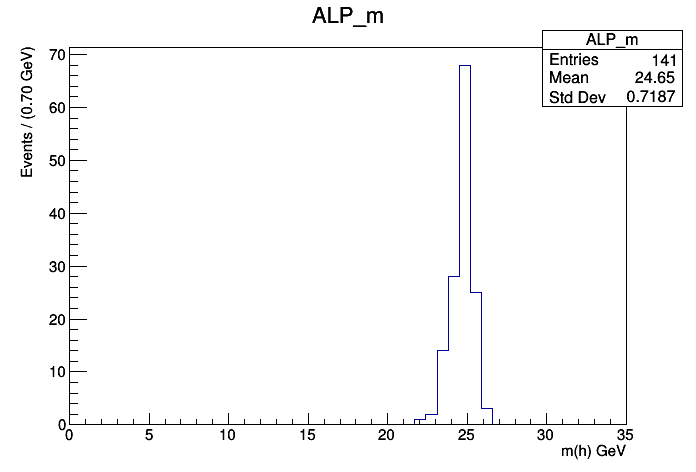 ALP_m
ALP_m
Entries 141
Mean 24.65
Std Dev 0.7187
Events / (0.70 GeV)
70
60
50
40
30
20
10
0
0 5 10 15 20 25 30 35
m(h) GeV